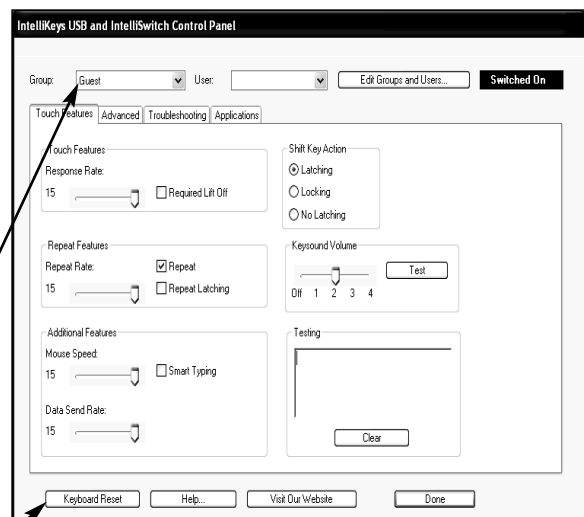 IntelliKeys USB and IntelliSwitch Control Panel
Group: Guest User: Edit Groups and Users... Switched On
Touch Features Advanced Troubleshooting Applications
Touch Features
Response Rate:
15 Required Lift Off
Shift Key Action
Latching
Locking
No Latching
Repeat Features
Repeat Rate: Repeat
15 Repeat Latching
Keysound Volume
Test
Off 1 2 3 4
Additional Features
Mouse Speed:
15 Smart Typing
Data Send Rate:
15
Testing
Clear
Keyboard Reset Help... Visit Our Website Done